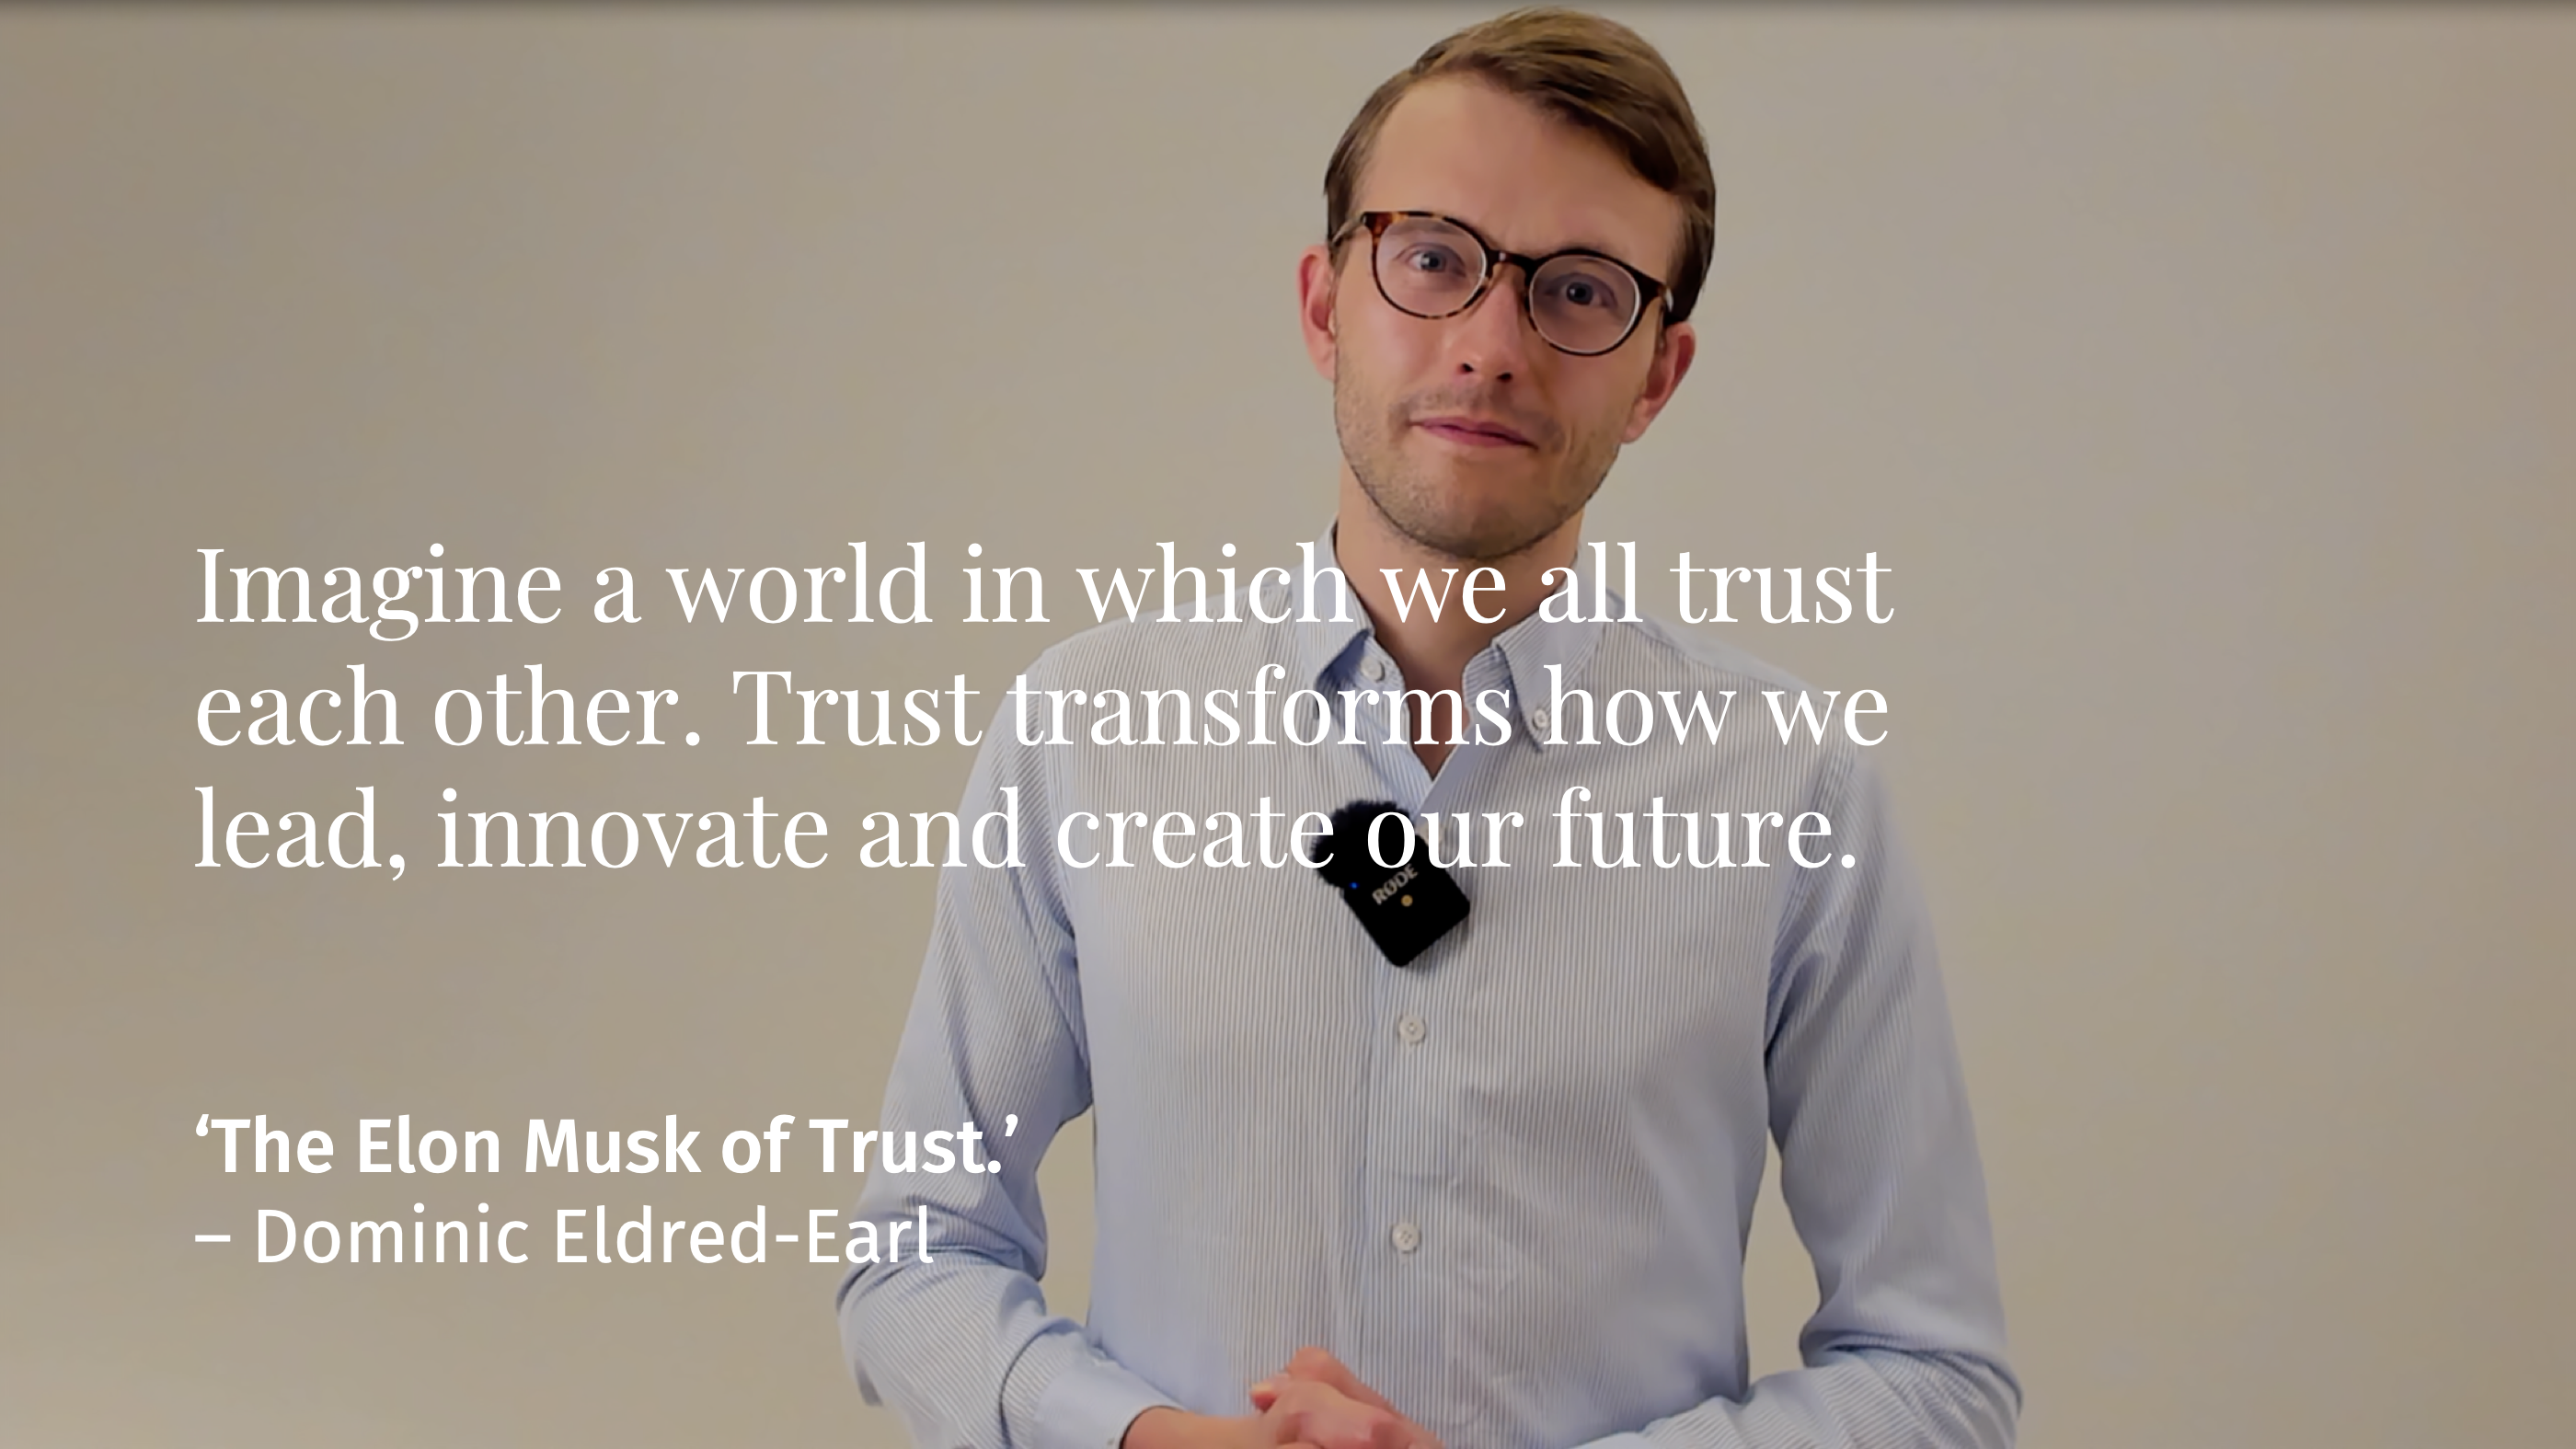 Imagine a world in which we all trust
each other. Trust transforms how we
lead, innovate and create our future.
RØDE
‘The Elon Musk of Trust.’
– Dominic Eldred-Earl